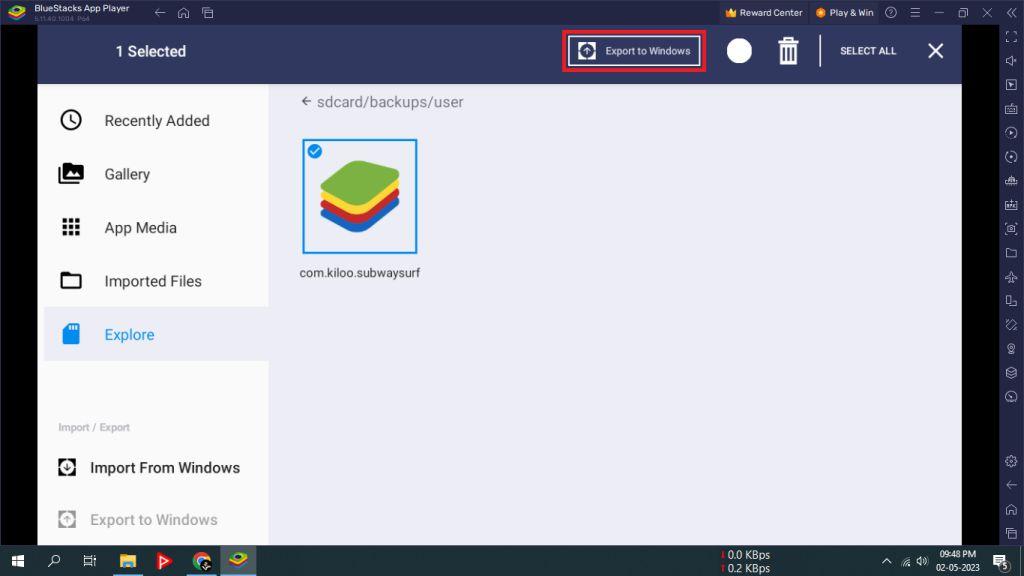 BlueStacks App Player
5.11.40.1004 P64
Reward Center
Play & Win
1 Selected
Export to Windows
SELECT ALL
sdcard/backups/user
Recently Added
Gallery
App Media
Imported Files
Explore
com.kiloo.subwaysurf
Import / Export
Import From Windows
Export to Windows
0.0 KBps
0.2 KBps
09:48 PM
02-05-2023
5